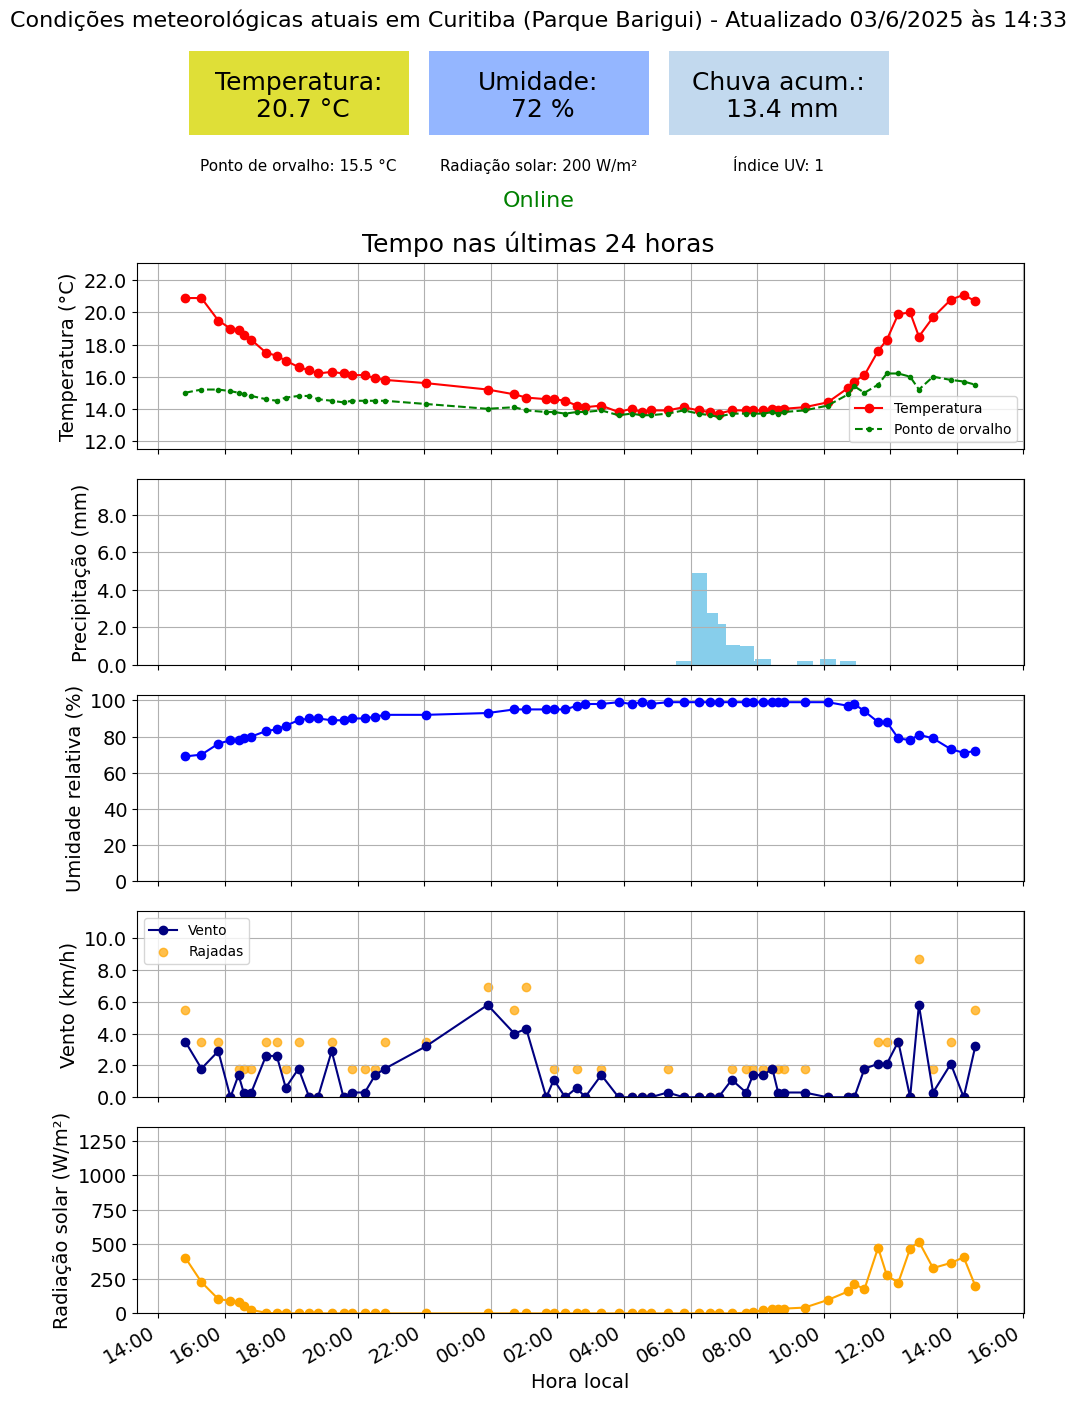 Condições meteorológicas atuais em Curitiba (Parque Barigui) - Atualizado 03/6/2025 às 14:33
Temperatura:
20.7 °C
Umidade:
72 %
Chuva acum.:
13.4 mm
Ponto de orvalho: 15.5 °C
Radiação solar: 200 W/m²
Índice UV: 1
Online
Tempo nas últimas 24 horas
Temperatura (°C)
22.0
20.0
18.0
16.0
14.0
12.0
Temperatura
Ponto de orvalho
Precipitação (mm)
8.0
6.0
4.0
2.0
0.0
Umidade relativa (%)
100
80
60
40
20
0
Vento (km/h)
10.0
8.0
6.0
4.0
2.0
0.0
Vento
Rajadas
Radiação solar (W/m²)
1250
1000
750
500
250
0
14:00
16:00
18:00
20:00
22:00
00:00
02:00
04:00
06:00
08:00
10:00
12:00
14:00
16:00
Hora local